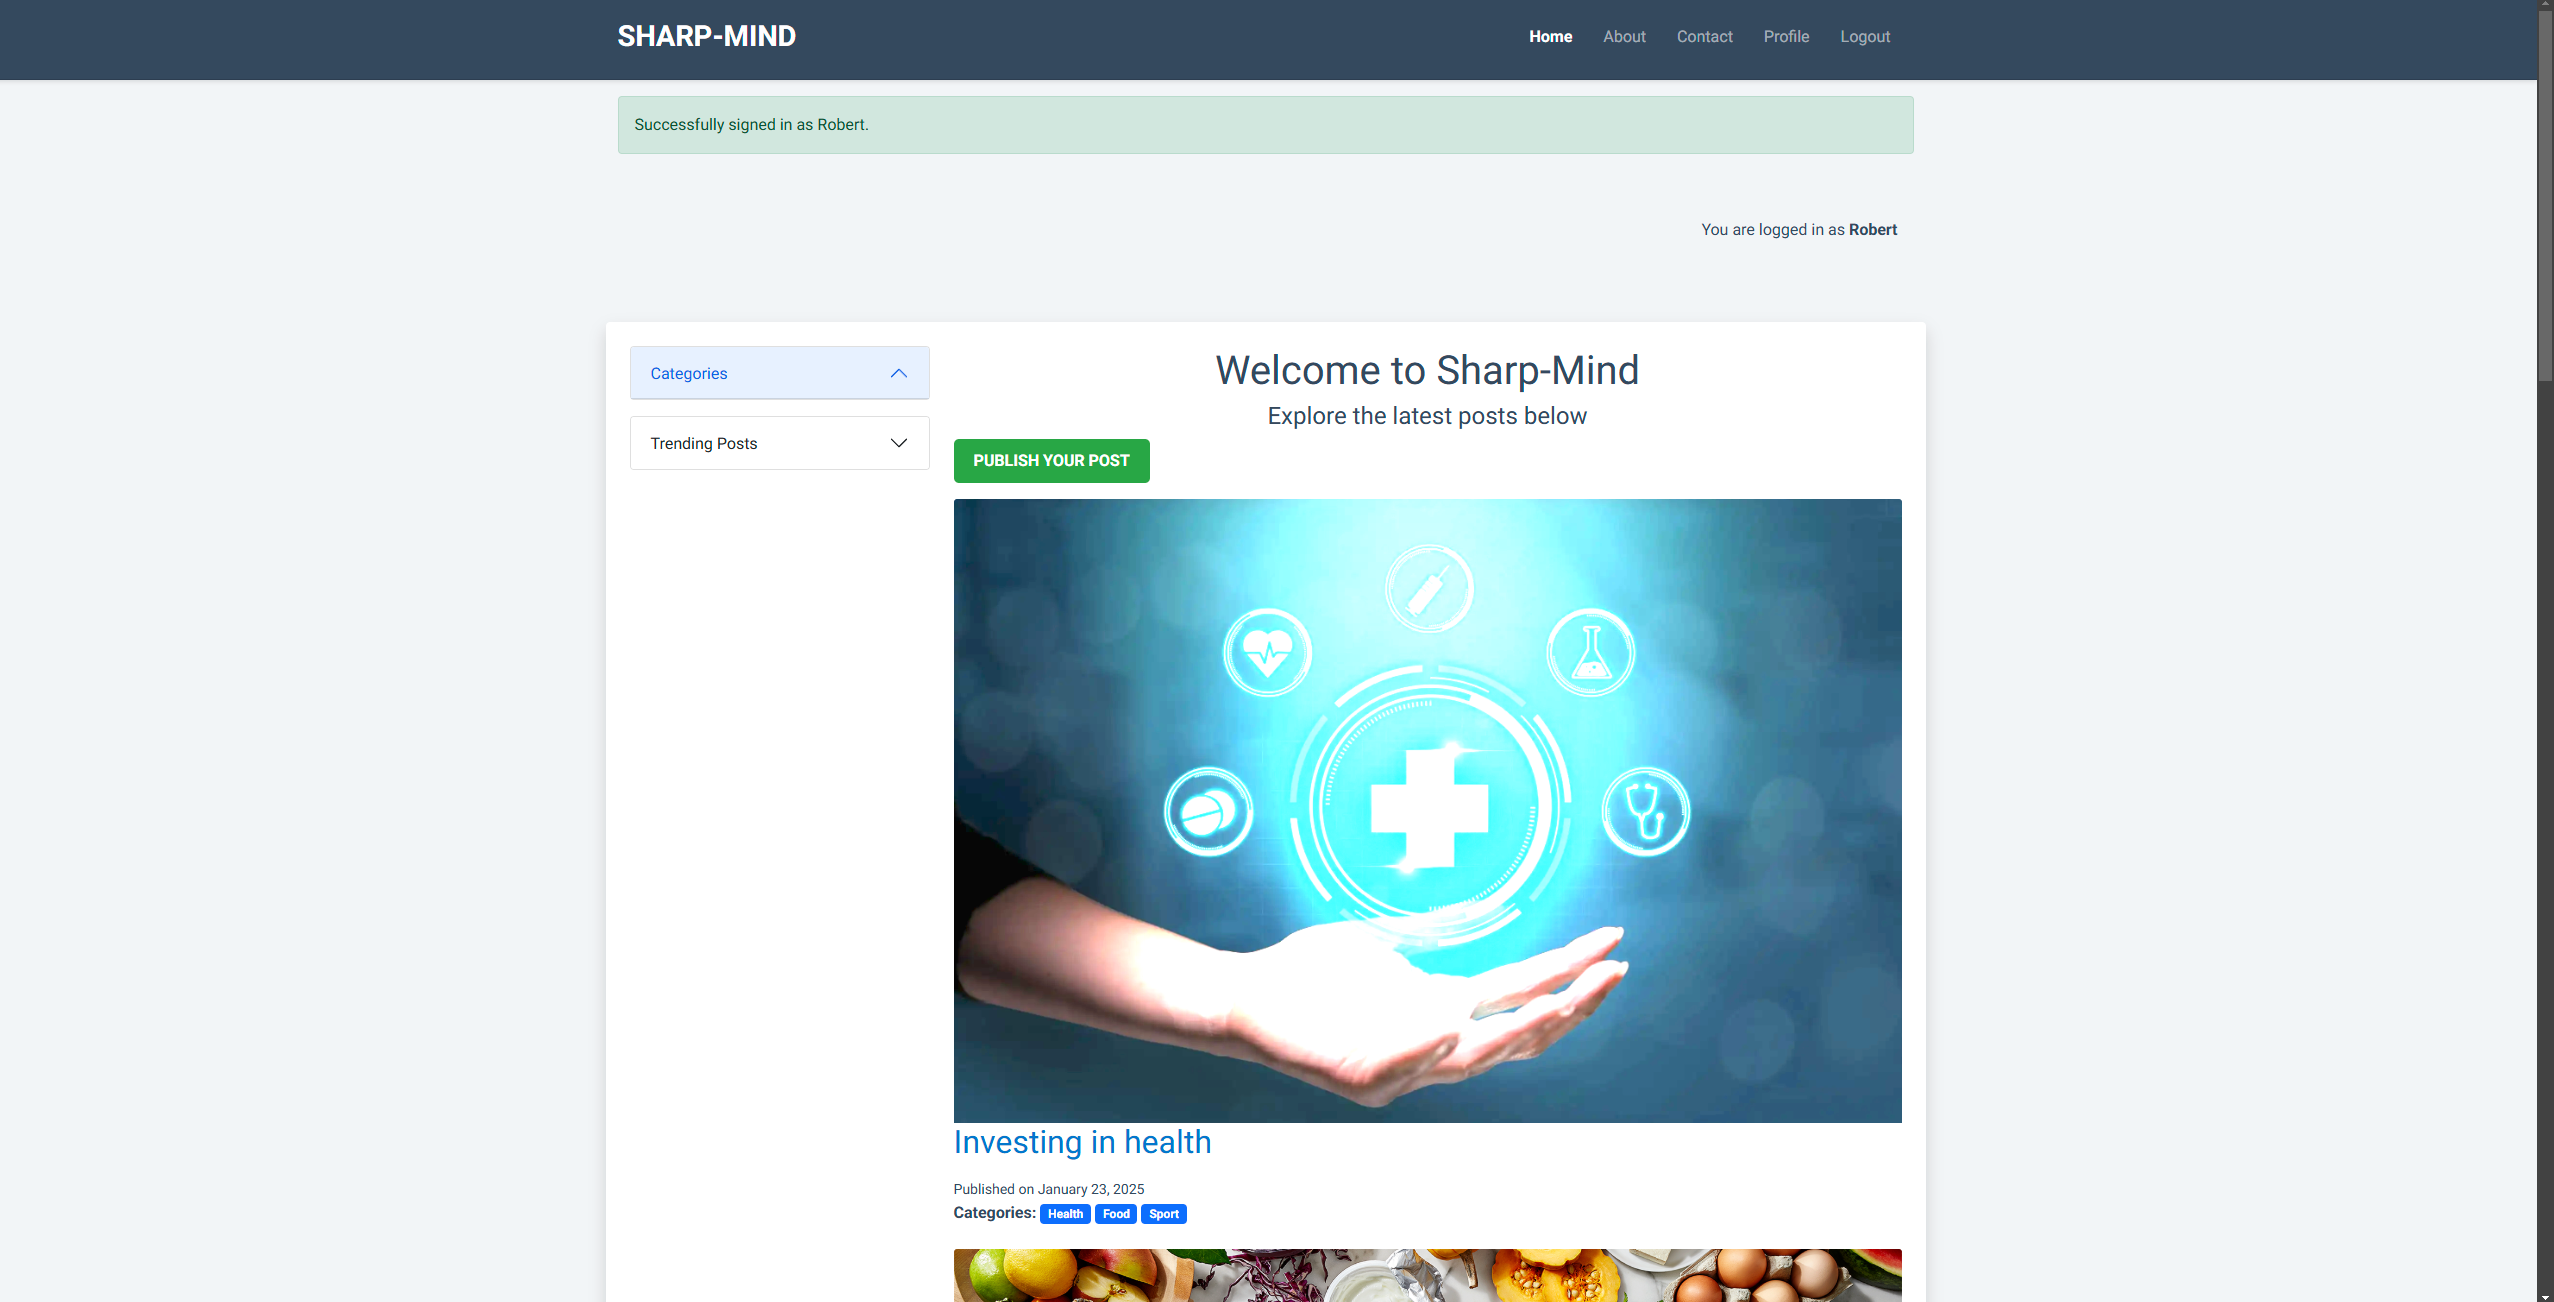 SHARP-MIND
Home About Contact Profile Logout
Successfully signed in as Robert.
You are logged in as Robert
Categories
Trending Posts
Welcome to Sharp-Mind
Explore the latest posts below
PUBLISH YOUR POST
Investing in health
Published on January 23, 2025
Categories: Health Food Sport